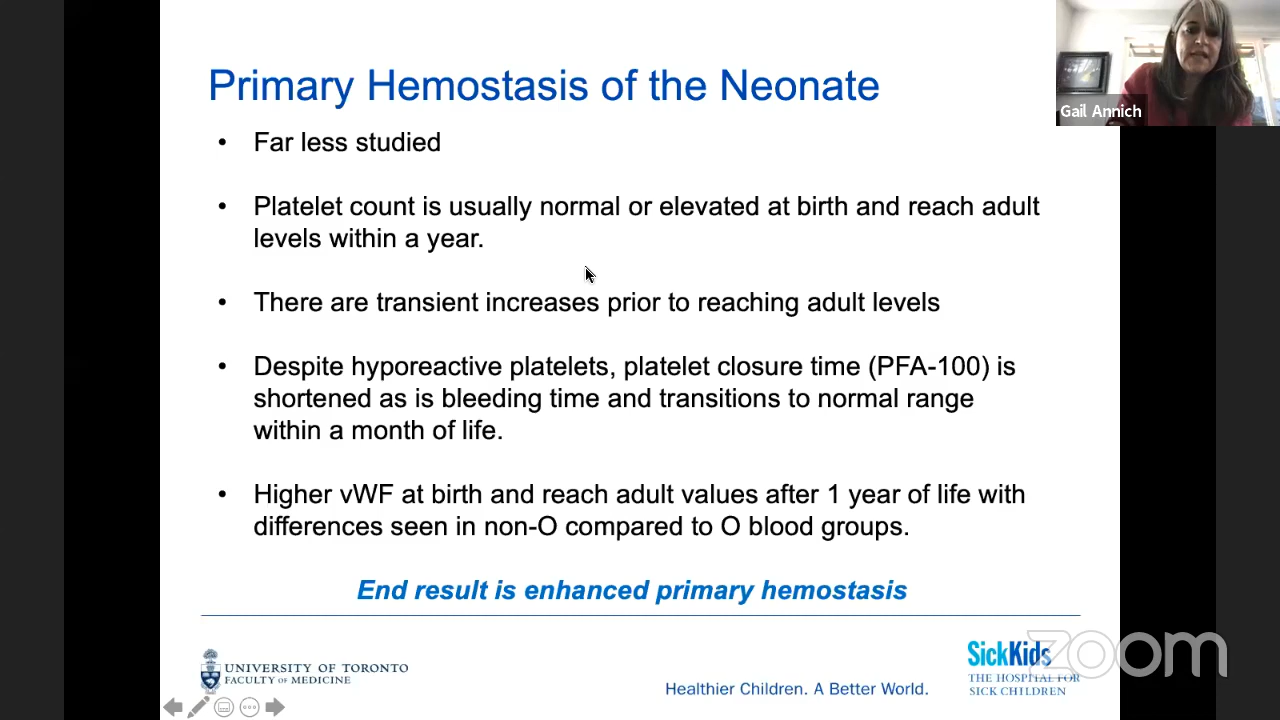 Primary Hemostasis of the Neonate
Gail Annich
• Far less studied
• Platelet count is usually normal or elevated at birth and reach adult
levels within a year.
• There are transient increases prior to reaching adult levels
• Despite hyporeactive platelets, platelet closure time (PFA-100) is
shortened as is bleeding time and transitions to normal range
within a month of life.
• Higher vWF at birth and reach adult values after 1 year of life with
differences seen in non-O compared to O blood groups.
End result is enhanced primary hemostasis
UNIVERSITY OF TORONTO
FACULTY OF MEDICINE
Healthier Children. A Better World.
SickKids
THE HOSPITAL FOR
SICK CHILDREN
zoom